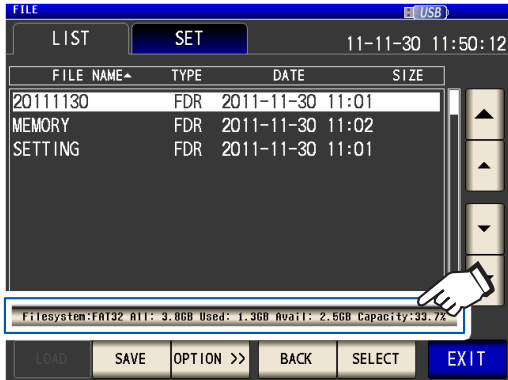 FILE USB
LIST SET 11-11-30 11:50:12
FILE NAME TYPE DATE SIZE
20111130 FDR 2011-11-30 11:01
MEMORY FDR 2011-11-30 11:02
SETTING FDR 2011-11-30 11:01
Filesystem:FAT32 All: 3.8GB Used: 1.3GB Avail: 2.5GB Capacity:33.7%
LOAD SAVE OPTION >> BACK SELECT EXIT